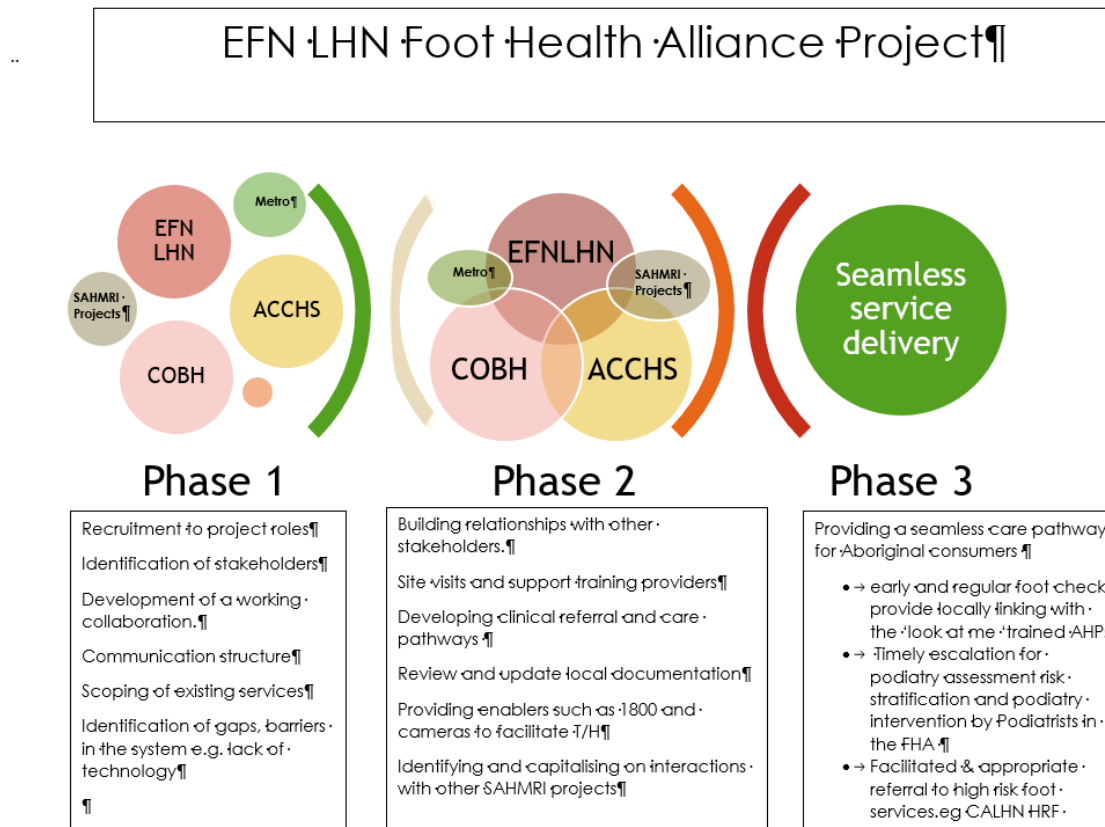 EFN LHN Foot Health Alliance Project¶
..
EFN
LHN
Metro¶
SAHMRI
Projects¶
ACCHS
COBH
EFNLHN
Metro¶
SAHMRI
Projects¶
COBH
ACCHS
Seamless
service
delivery
Phase 1
Recruitment to project roles¶
Identification of stakeholders¶
Development of a working
collaboration.¶
Communication structure¶
Scoping of existing services¶
Identification of gaps, barriers
in the system e.g. lack of
technology¶
¶
Phase 2
Building relationships with other
stakeholders.¶
Site visits and support training providers¶
Developing clinical referral and care
pathways ¶
Review and update local documentation¶
Providing enablers such as 1800 and
cameras to facilitate T/H¶
Identifying and capitalising on interactions
with other SAHMRI projects¶
Phase 3
Providing a seamless care pathway
for Aboriginal consumers ¶
• → early and regular foot check
provide locally linking with
the ‘look at me ‘trained AHP
• → Timely escalation for
podiatry assessment risk
stratification and podiatry
intervention by Podiatrists in
the FHA ¶
• → Facilitated & appropriate
referral to high risk foot
services.eg CALHN HRF